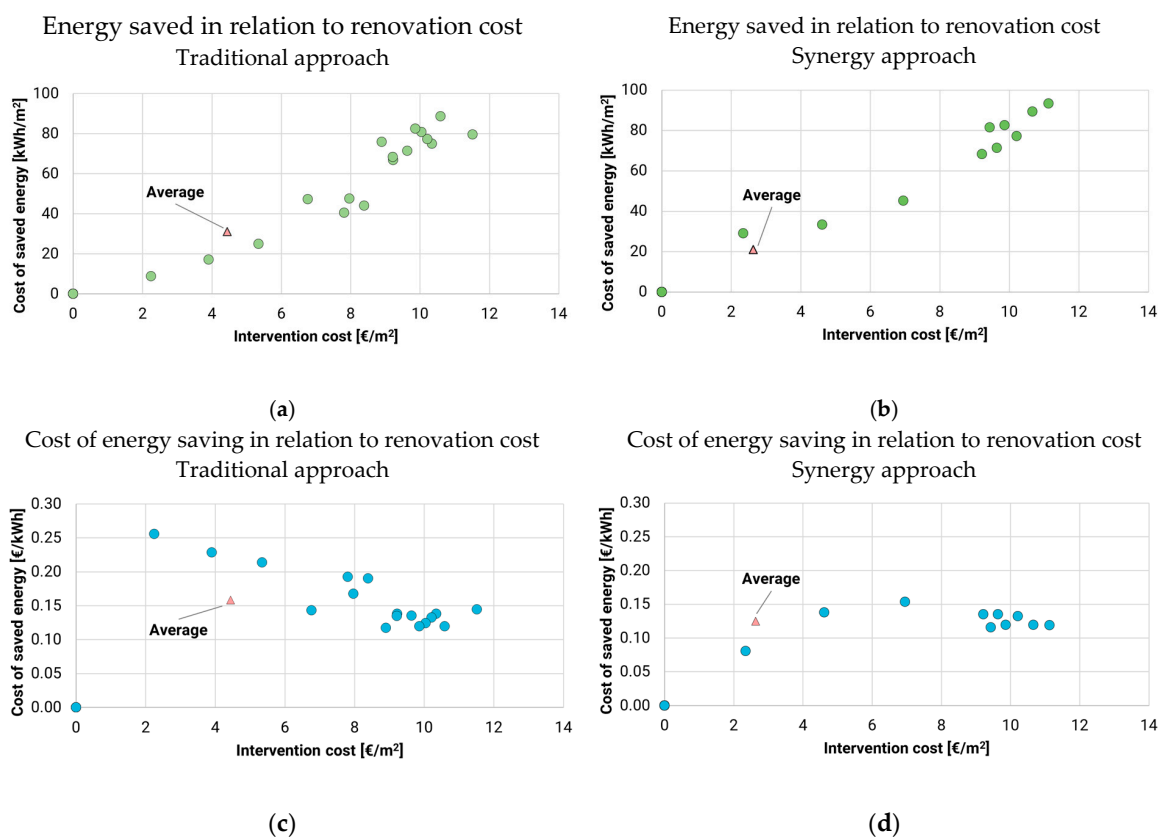 Energy saved in relation to renovation cost
Traditional approach
Cost of saved energy [kWh/m²]
100
80
60
40
20
0
Average
0 2 4 6 8 10 12 14
Intervention cost [€/m²]
(a)
Energy saved in relation to renovation cost
Synergy approach
Cost of saved energy [kWh/m²]
100
80
60
40
20
0
Average
0 2 4 6 8 10 12 14
Intervention cost [€/m²]
(b)
Cost of energy saving in relation to renovation cost
Traditional approach
Cost of saved energy [€/kWh]
0.30
0.25
0.20
0.15
0.10
0.05
0.00
Average
0 2 4 6 8 10 12 14
Intervention cost [€/m²]
(c)
Cost of energy saving in relation to renovation cost
Synergy approach
Cost of saved energy [€/kWh]
0.30
0.25
0.20
0.15
0.10
0.05
0.00
Average
0 2 4 6 8 10 12 14
Intervention cost [€/m²]
(d)